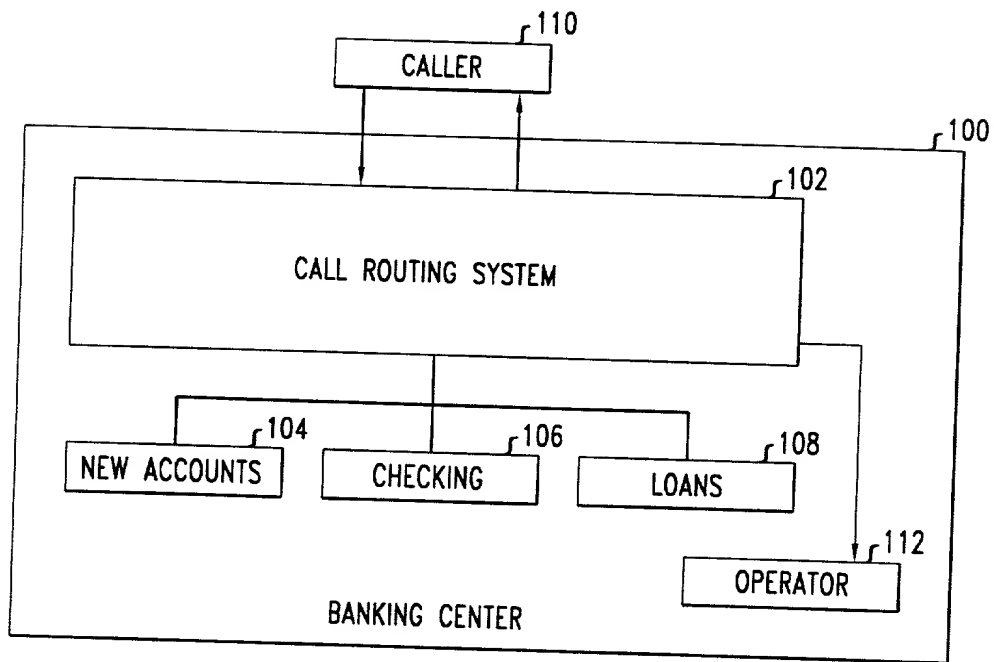 110
CALLER
100
102
CALL ROUTING SYSTEM
104
NEW ACCOUNTS
106
CHECKING
108
LOANS
112
OPERATOR
BANKING CENTER